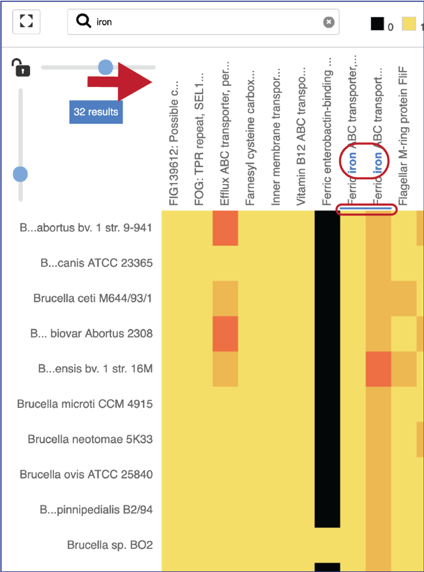 iron
0
1
32 results
FIG139612: Possible c...
FOG: TPR repeat, SEL1...
Efflux ABC transporter, per...
Farnesyl cysteine carbox...
Inner membrane transpor...
Vitamin B12 ABC transpo...
Ferric enterobactin-binding ...
Ferric iron ABC transporter,...
Ferric iron ABC transport...
Flagellar M-ring protein FliF
B...abortus bv. 1 str. 9-941
B...canis ATCC 23365
Brucella ceti M644/93/1
B... biovar Abortus 2308
B...ensis bv. 1 str. 16M
Brucella microti CCM 4915
Brucella neotomae 5K33
Brucella ovis ATCC 25840
B...pinnipedialis B2/94
Brucella sp. BO2